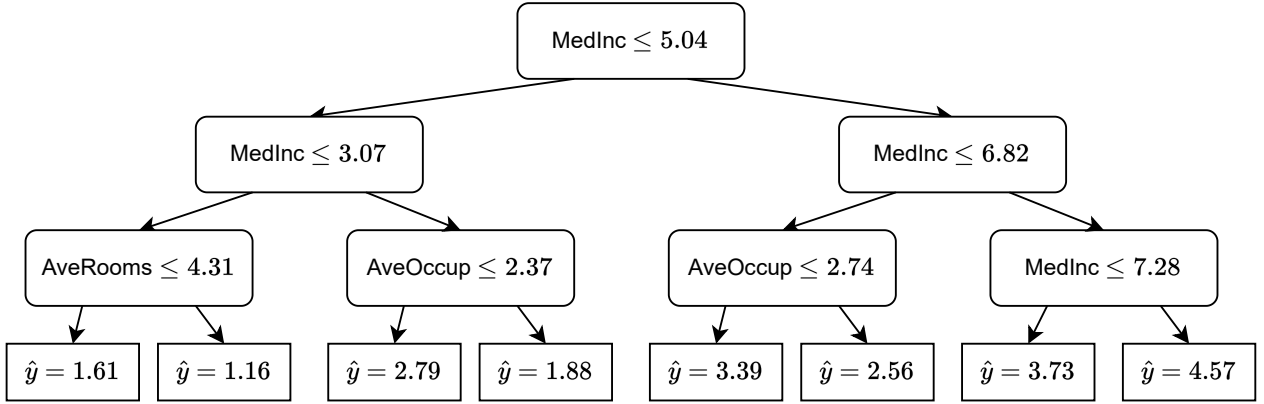 MedInc ≤ 5.04
MedInc ≤ 3.07
MedInc ≤ 6.82
AveRooms ≤ 4.31
AveOccup ≤ 2.37
AveOccup ≤ 2.74
MedInc ≤ 7.28
ŷ = 1.61
ŷ = 1.16
ŷ = 2.79
ŷ = 1.88
ŷ = 3.39
ŷ = 2.56
ŷ = 3.73
ŷ = 4.57